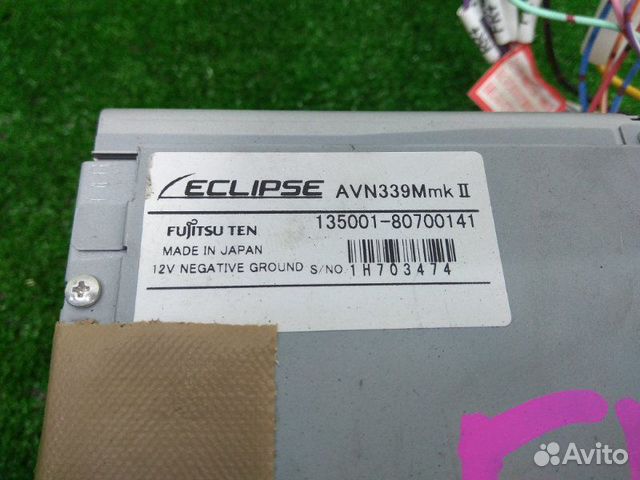 ECLIPSE AVN339Mmk II
FUJITSU TEN 135001-80700141
MADE IN JAPAN
12V NEGATIVE GROUND S/NO 1H703474
Avito